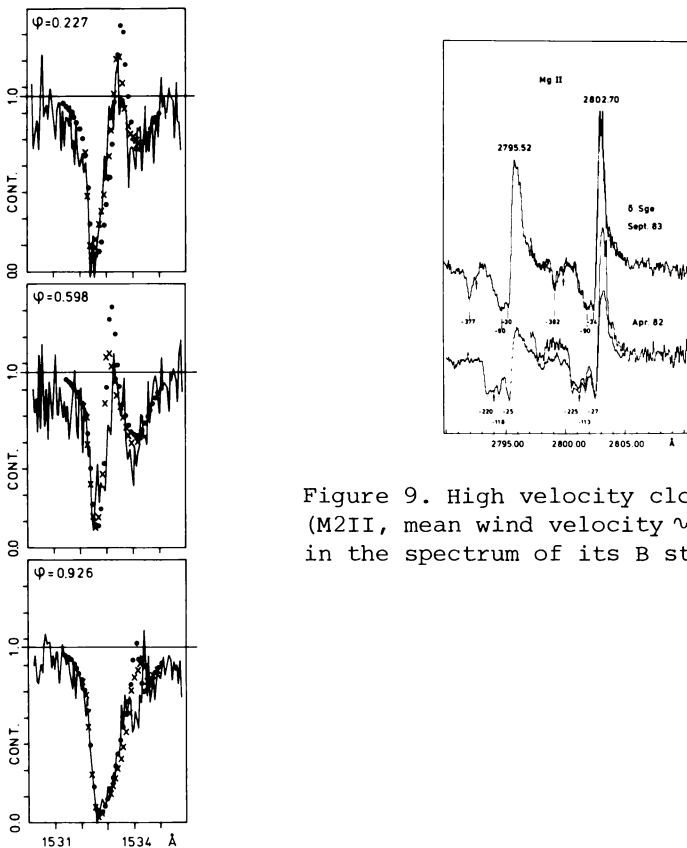 φ=0.227
1.0
CONT.
0.0
φ=0.598
1.0
CONT.
0.0
φ=0.926
1.0
CONT.
0.0
1531 1534 Å
Mg II
2802.70
2795.52
δ Sge
Sept. 83
-377 -80 -30 -382 -90 -34
Apr. 82
-220 -118 -25 -225 -113 -27
2795.00 2800.00 2805.00 Å
Figure 9. High velocity
(M2II, mean wind velocity ∿
in the spectrum of its B